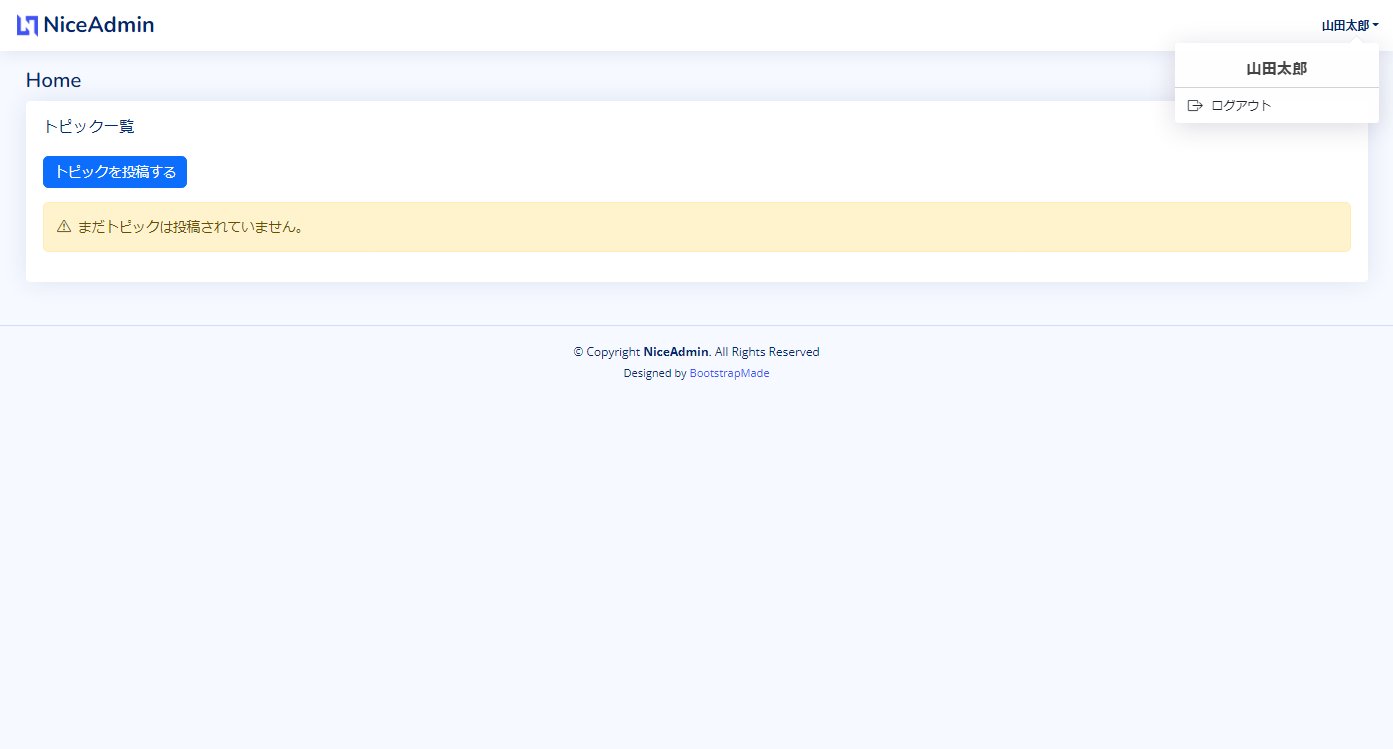 NiceAdmin
山田太郎
山田太郎
ログアウト
Home
トピック一覧
トピックを投稿する
まだトピックは投稿されていません。
© Copyright NiceAdmin. All Rights Reserved
Designed by BootstrapMade